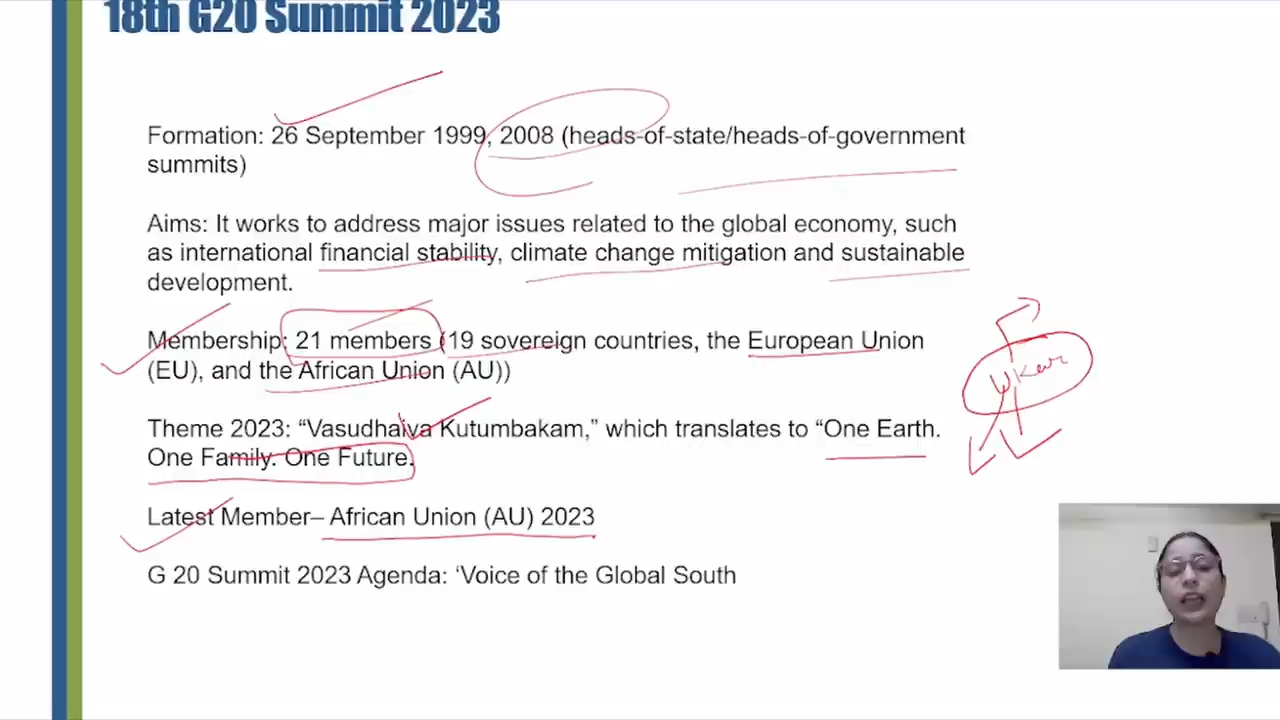 18th G20 Summit 2023
Formation: 26 September 1999, 2008 (heads-of-state/heads-of-government
summits)
Aims: It works to address major issues related to the global economy, such
as international financial stability, climate change mitigation and sustainable
development.
Membership: 21 members (19 sovereign countries, the European Union
(EU), and the African Union (AU))
Theme 2023: “Vasudhaiva Kutumbakam,” which translates to “One Earth.
One Family. One Future.
Latest Member– African Union (AU) 2023
G 20 Summit 2023 Agenda: ‘Voice of the Global South